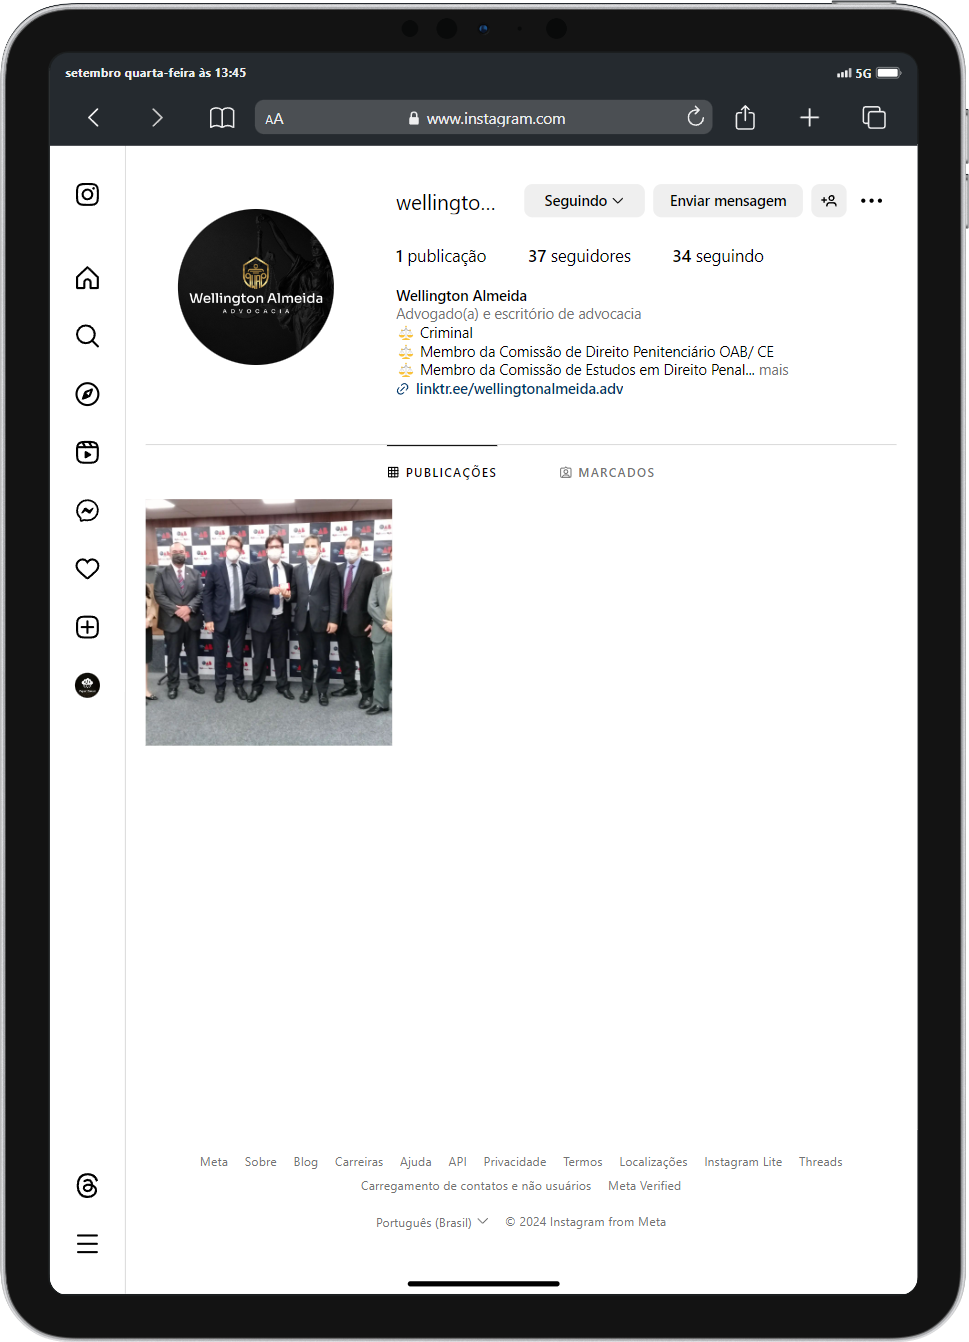 setembro quarta-feira às 13:45
5G
AA
www.instagram.com
wellingto...
Seguindo
Enviar mensagem
1 publicação
37 seguidores
34 seguindo
Wellington Almeida
ADVOCACIA
Wellington Almeida
Advogado(a) e escritório de advocacia
Criminal
Membro da Comissão de Direito Penitenciário OAB/ CE
Membro da Comissão de Estudos em Direito Penal... mais
linktr.ee/wellingtonalmeida.adv
PUBLICAÇÕES
MARCADOS
Meta
Sobre
Blog
Carreiras
Ajuda
API
Privacidade
Termos
Localizações
Instagram Lite
Threads
Carregamento de contatos e não usuários
Meta Verified
Português (Brasil)
© 2024 Instagram from Meta